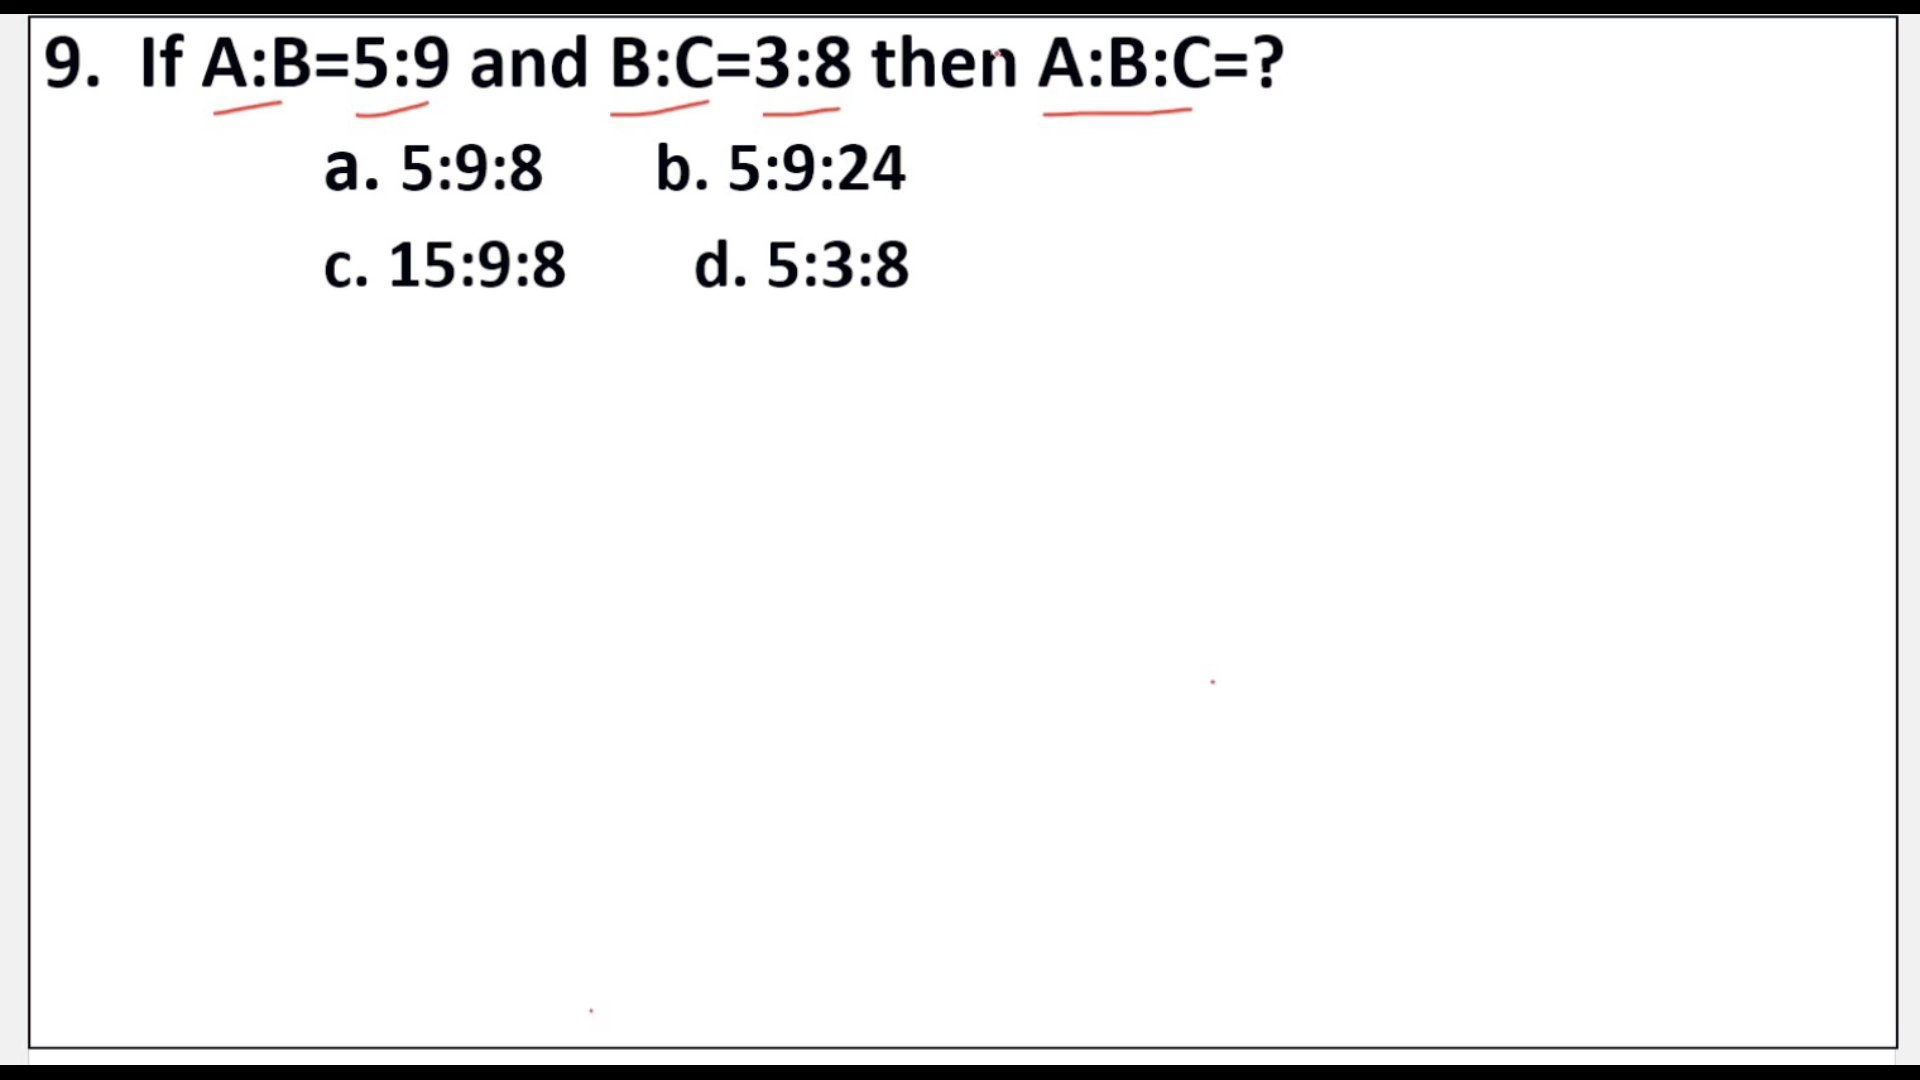 9. If A:B=5:9 and B:C=3:8 then A:B:C=?
a. 5:9:8 b. 5:9:24
c. 15:9:8 d. 5:3:8